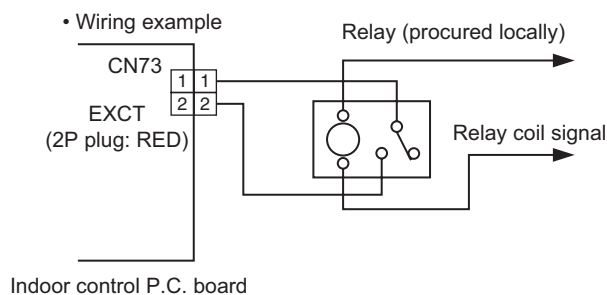 • Wiring example
Relay (procured locally)
CN73
1 1
2 2
EXCT
(2P plug: RED)
Relay coil signal
Indoor control P.C. board